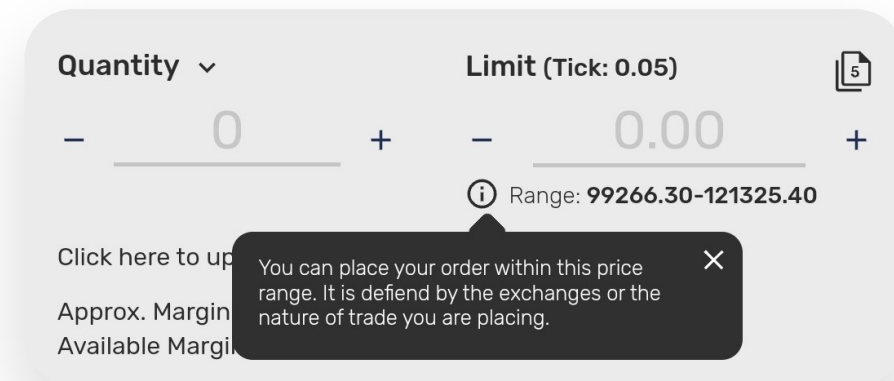 Quantity
Limit (Tick: 0.05)
5
− 0 +
− 0.00 +
Range: 99266.30-121325.40
Click here to up
You can place your order within this price
range. It is defiend by the exchanges or the
nature of trade you are placing.
Approx. Margin
Available